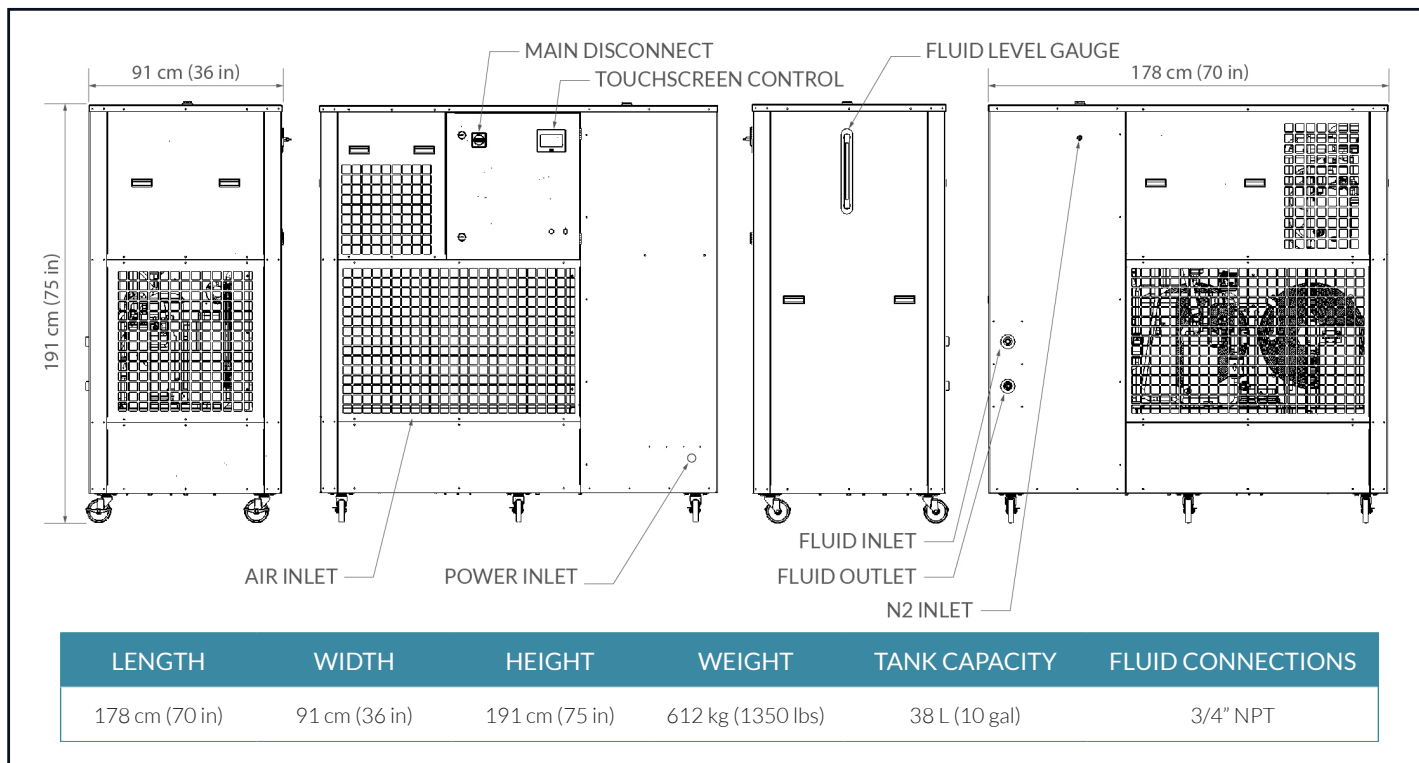 MAIN DISCONNECT
FLUID LEVEL GAUGE
91 cm (36 in)
178 cm (70 in)
TOUCHSCREEN CONTROL
191 cm (75 in)
FLUID INLET
AIR INLET
POWER INLET
FLUID OUTLET
N2 INLET
LENGTH WIDTH HEIGHT WEIGHT TANK CAPACITY FLUID CONNECTIONS
178 cm (70 in) 91 cm (36 in) 191 cm (75 in) 612 kg (1350 lbs) 38 L (10 gal) 3/4” NPT